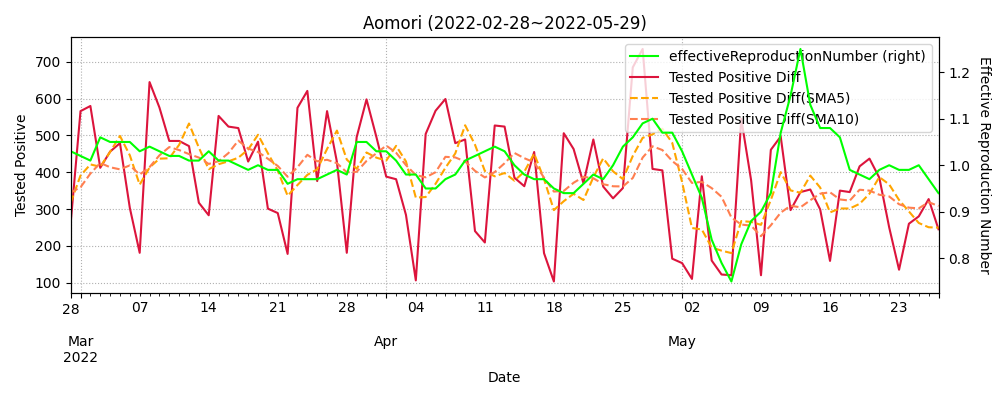 Aomori (2022-02-28~2022-05-29)
effectiveReproductionNumber (right)
Tested Positive Diff
Tested Positive Diff(SMA5)
Tested Positive Diff(SMA10)
Tested Positive
700
600
500
400
300
200
100
Effective Reproduction Number
1.2
1.1
1.0
0.9
0.8
28 07 14 21 28 04 11 18 25 02 09 16 23
Mar Apr May
2022
Date